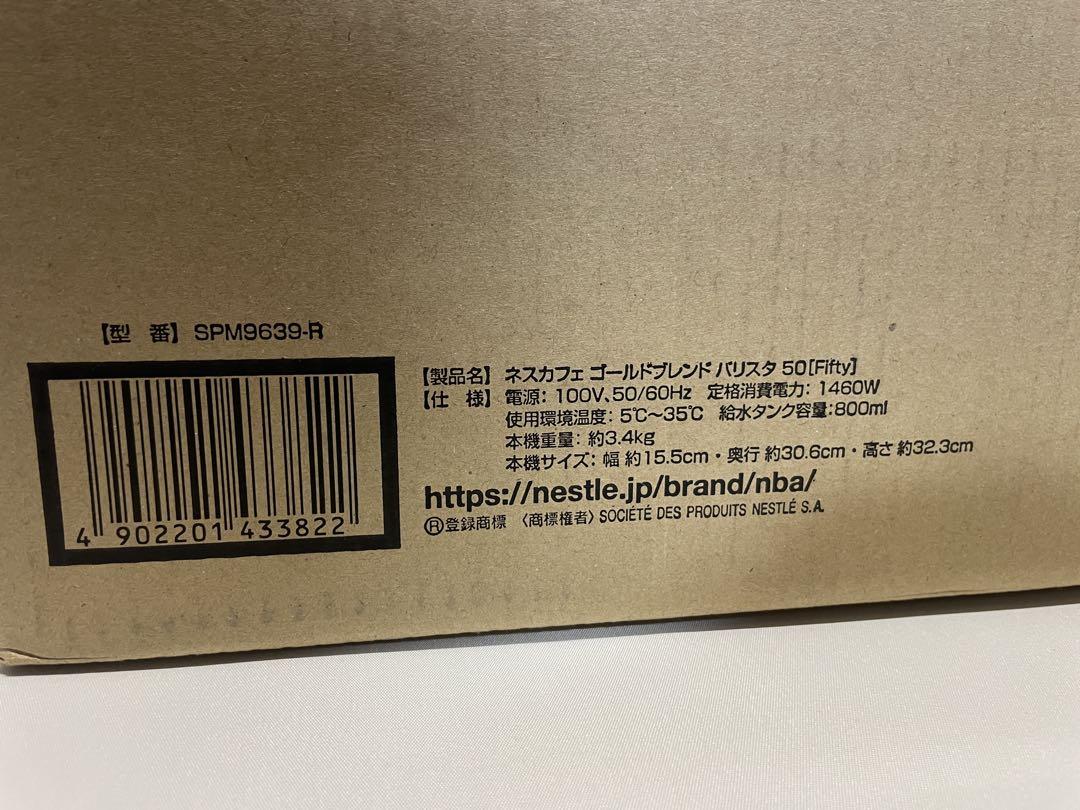 【型 番】 SPM9639-R
4 902201 433822
【製品名】 ネスカフェ ゴールドブレンド バリスタ 50[Fifty]
【仕 様】 電源: 100V、50/60Hz 定格消費電力: 1460W
使用環境温度: 5℃〜35℃ 給水タンク容量:800ml
本機重量: 約3.4kg
本機サイズ: 幅 約15.5cm・奥行 約30.6cm・高さ 約32.3cm
https://nestle.jp/brand/nba/
®登録商標 〈商標権者〉 SOCIÉTÉ DES PRODUITS NESTLÉ S.A.